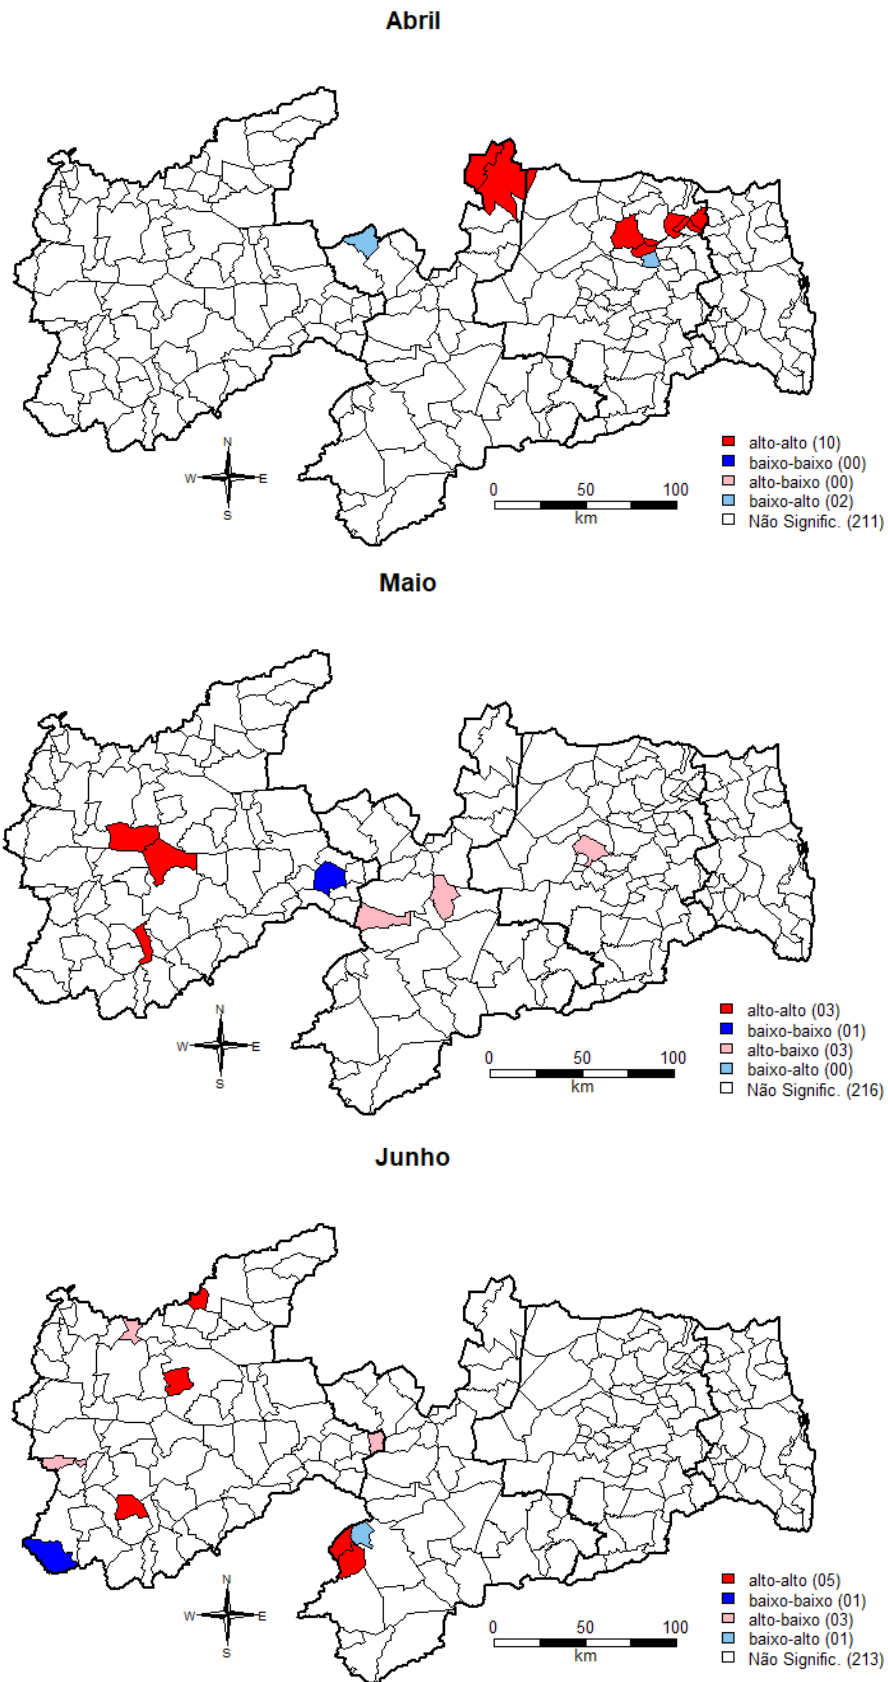 Abril
N
W E
S
0 50 100
km
alto-alto (10)
baixo-baixo (00)
alto-baixo (00)
baixo-alto (02)
Não Signific. (211)
Maio
N
W E
S
0 50 100
km
alto-alto (03)
baixo-baixo (01)
alto-baixo (03)
baixo-alto (00)
Não Signific. (216)
Junho
N
W E
S
0 50 100
km
alto-alto (05)
baixo-baixo (01)
alto-baixo (03)
baixo-alto (01)
Não Signific. (213)